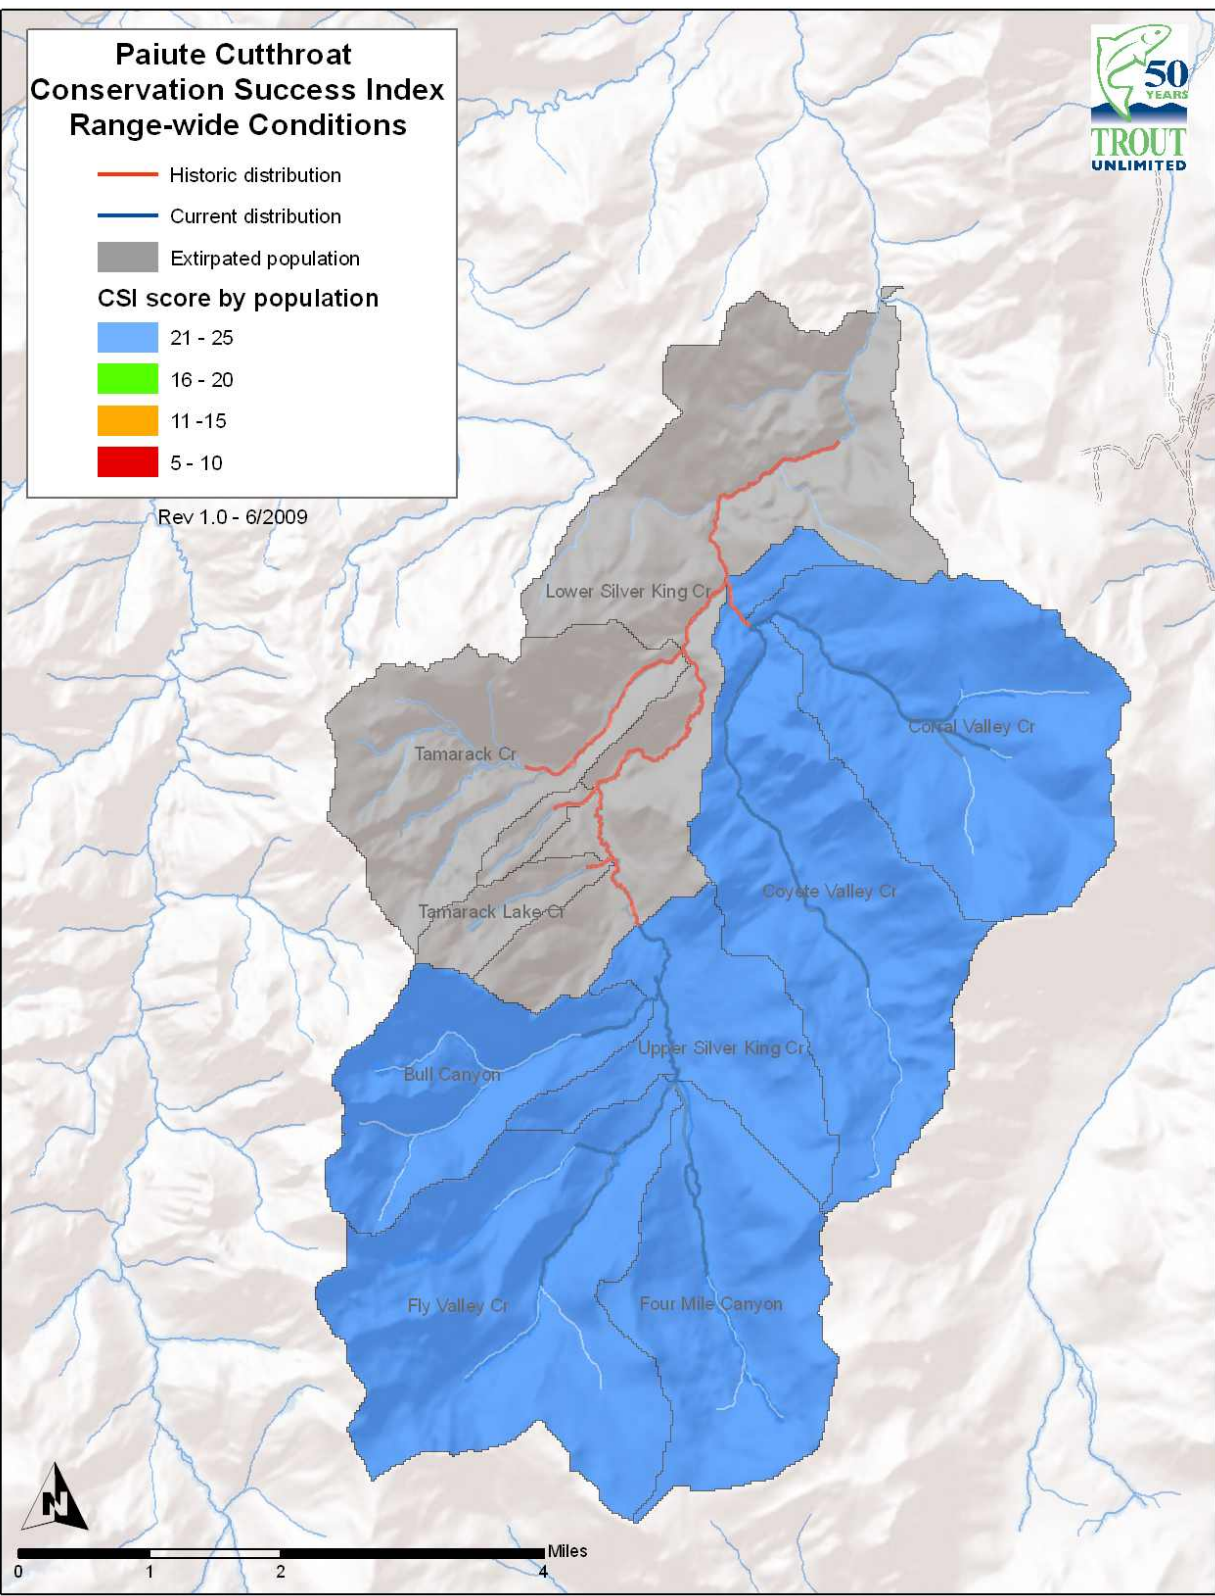 Paiute Cutthroat
Conservation Success Index
Range-wide Conditions
Historic distribution
Current distribution
Extirpated population
CSI score by population
21 - 25
16 - 20
11 -15
5 - 10
Rev 1.0 - 6/2009
50
YEARS
TROUT
UNLIMITED
Lower Silver King Cr
Corral Valley Cr
Tamarack Cr
Coyote Valley Cr
Tamarack Lake Cr
Upper Silver King Cr
Bull Canyon
Fly Valley Cr
Four Mile Canyon
N
Miles
0 1 2 4